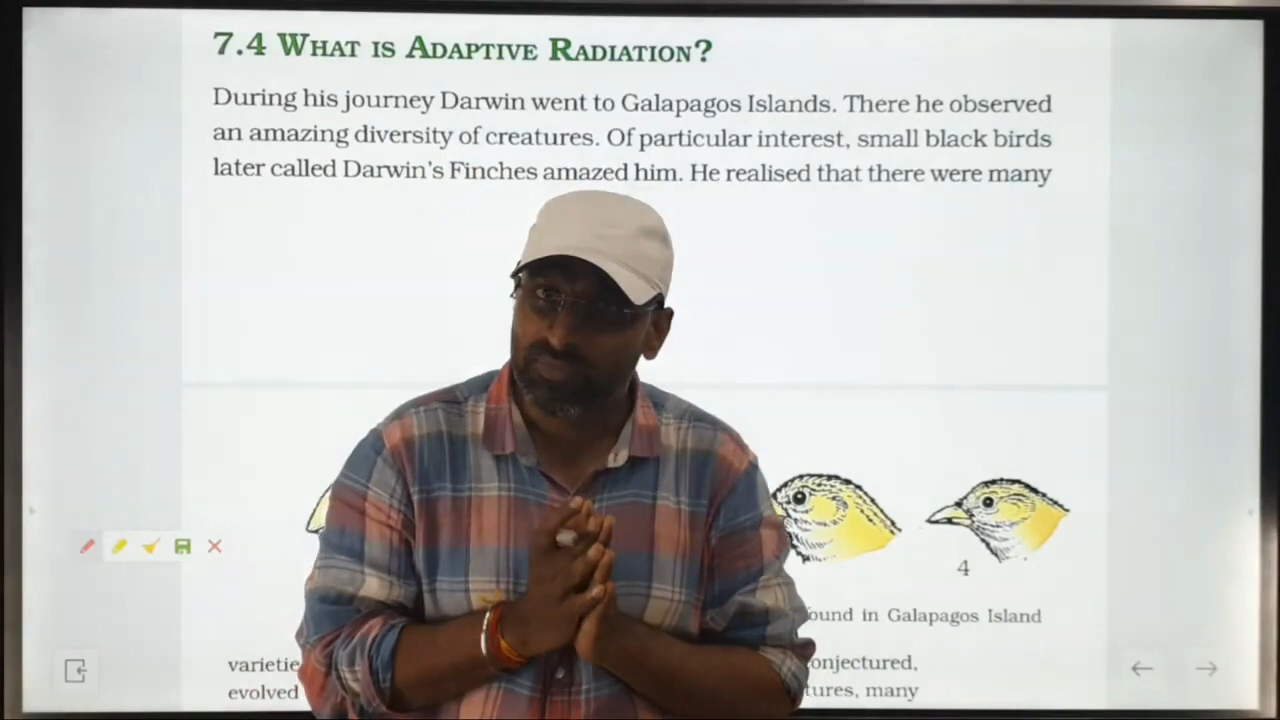 7.4 WHAT IS ADAPTIVE RADIATION?
During his journey Darwin went to Galapagos Islands. There he observed
an amazing diversity of creatures. Of particular interest, small black birds
later called Darwin's Finches amazed him. He realised that there were many
4
found in Galapagos Island
onjectured,
evolved
tures, many